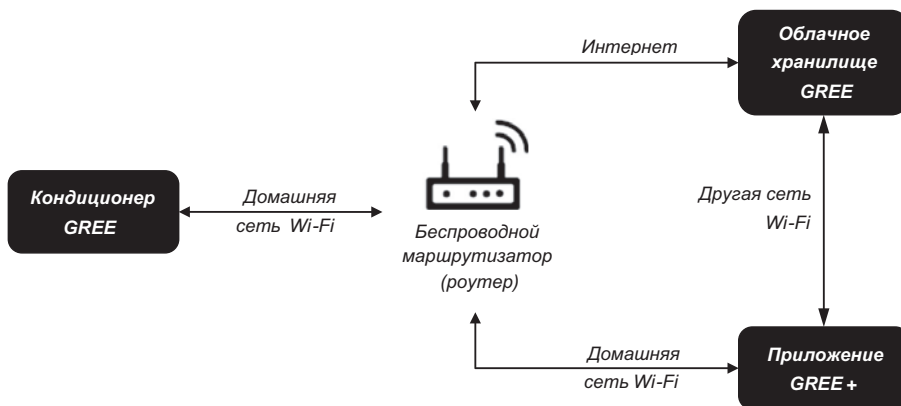 Интернет
Облачное
хранилище
GREE
Кондиционер
GREE
Домашняя
сеть Wi-Fi
Беспроводной
маршрутизатор
(роутер)
Другая сеть
Wi-Fi
Домашняя
сеть Wi-Fi
Приложение
GREE +